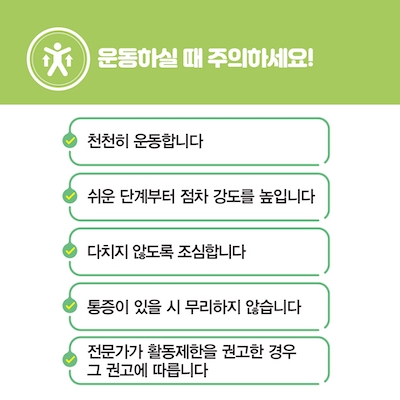 운동하실 때 주의하세요!
천천히 운동합니다
쉬운 단계부터 점차 강도를 높입니다
다치지 않도록 조심합니다
통증이 있을 시 무리하지 않습니다
전문가가 활동제한을 권고한 경우
그 권고에 따릅니다